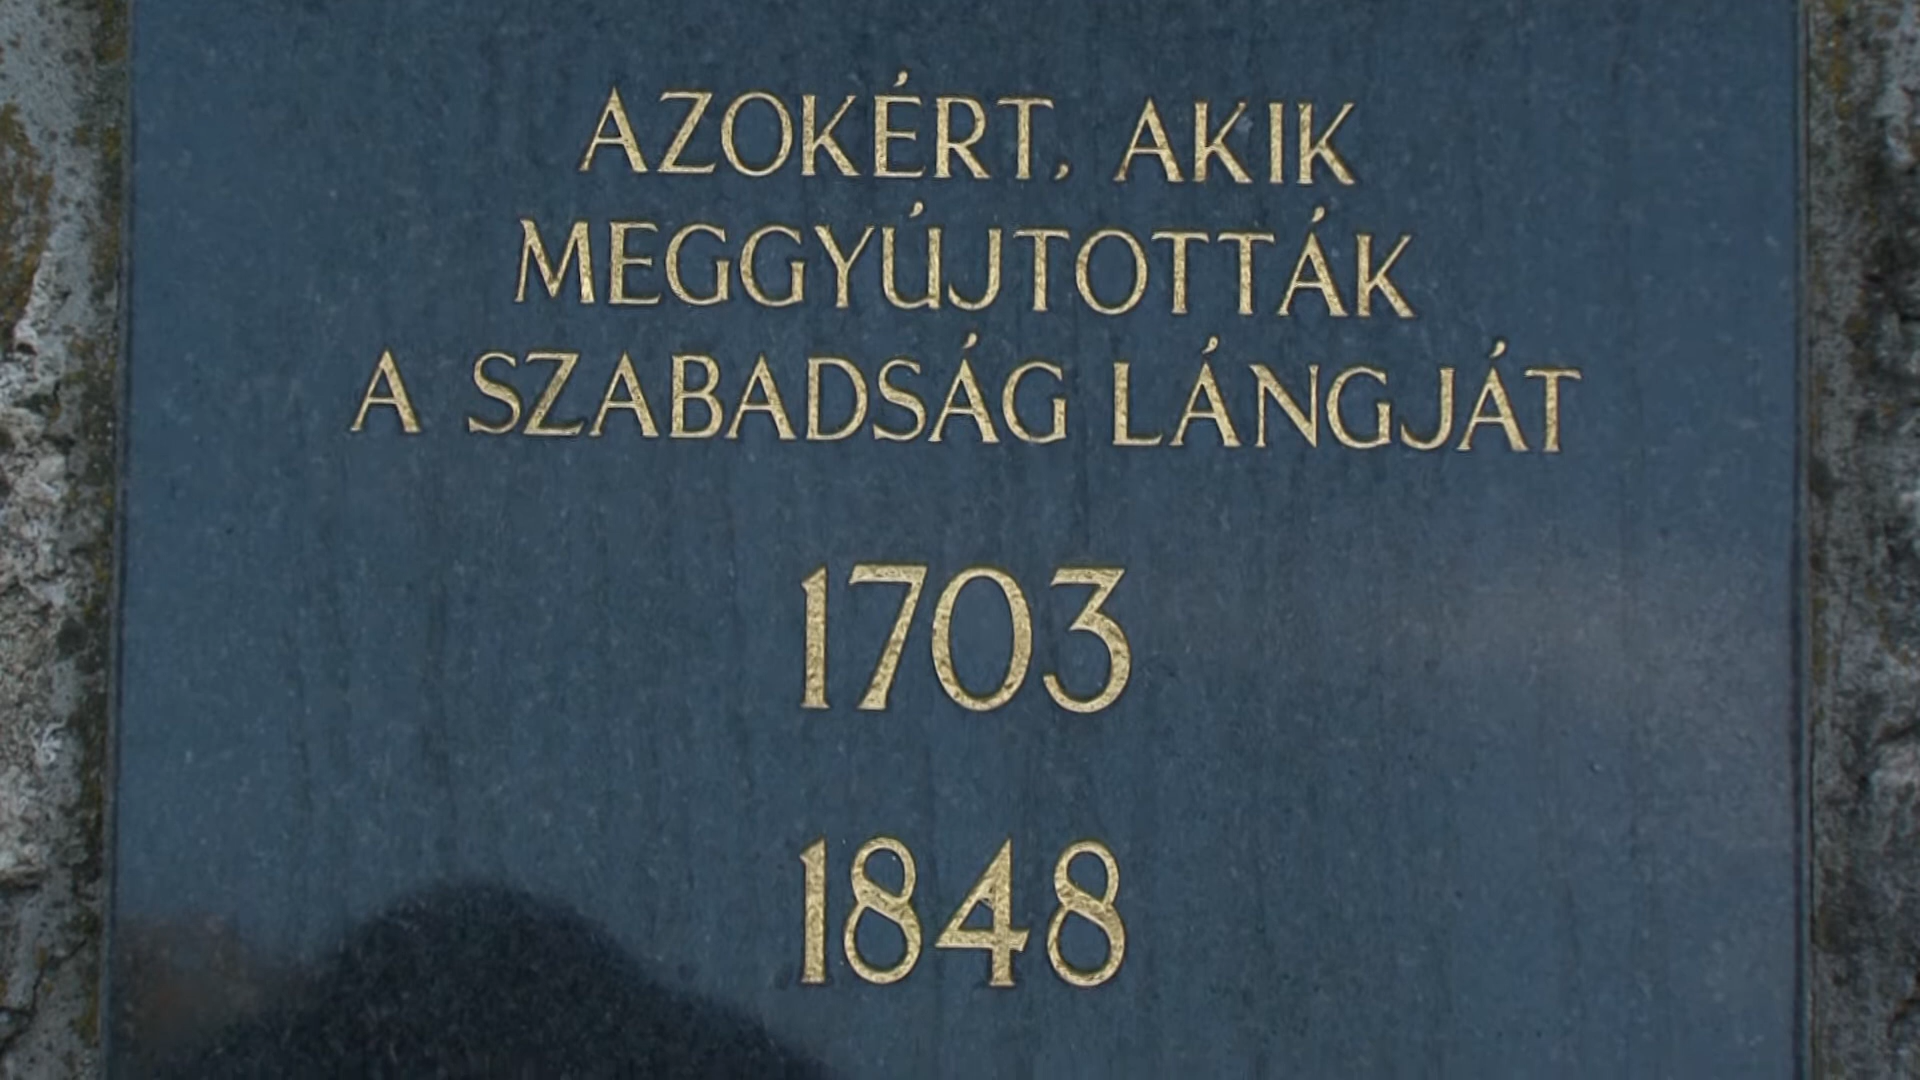 AZOKÉRT, AKIK
MEGGYÚJTOTTÁK
A SZABADSÁG LÁNGJÁT
1703
1848